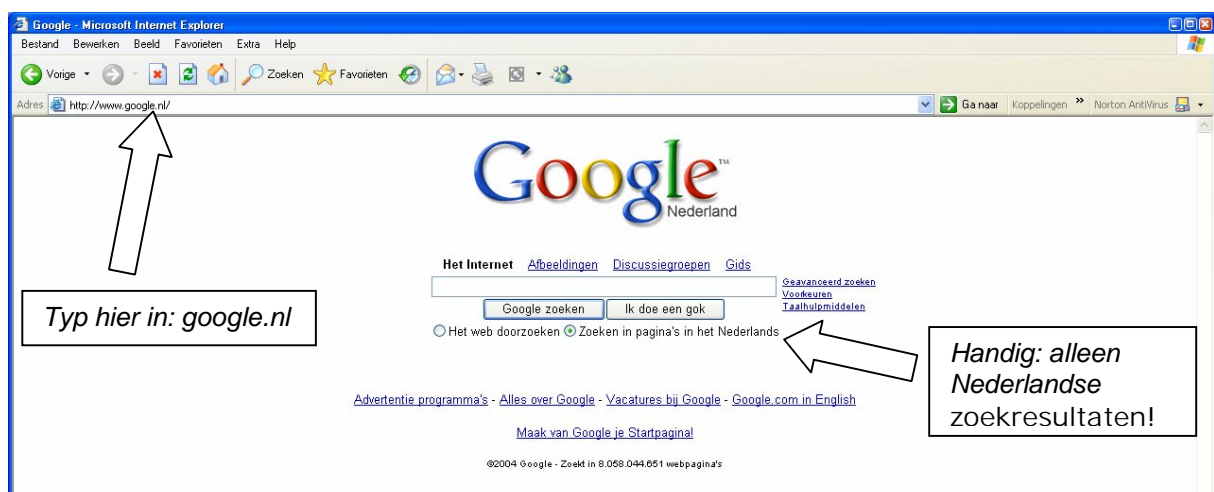 Google - Microsoft Internet Explorer
Bestand Bewerken Beeld Favorieten Extra Help
Vorige Zoeken Favorieten
Adres http://www.google.nl/ Ga naar Koppelingen » Norton AntiVirus
Google™
Nederland
Het Internet Afbeeldingen Discussiegroepen Gids
Geavanceerd zoeken
Voorkeuren
Taalhulpmiddelen
Google zoeken Ik doe een gok
Het web doorzoeken Zoeken in pagina's in het Nederlands
Typ hier in: google.nl
Handig: alleen
Nederlandse
zoekresultaten!
Advertentie programma's - Alles over Google - Vacatures bij Google - Google.com in English
Maak van Google je Startpagina!
©2004 Google - Zoekt in 8.058.044.651 webpagina's